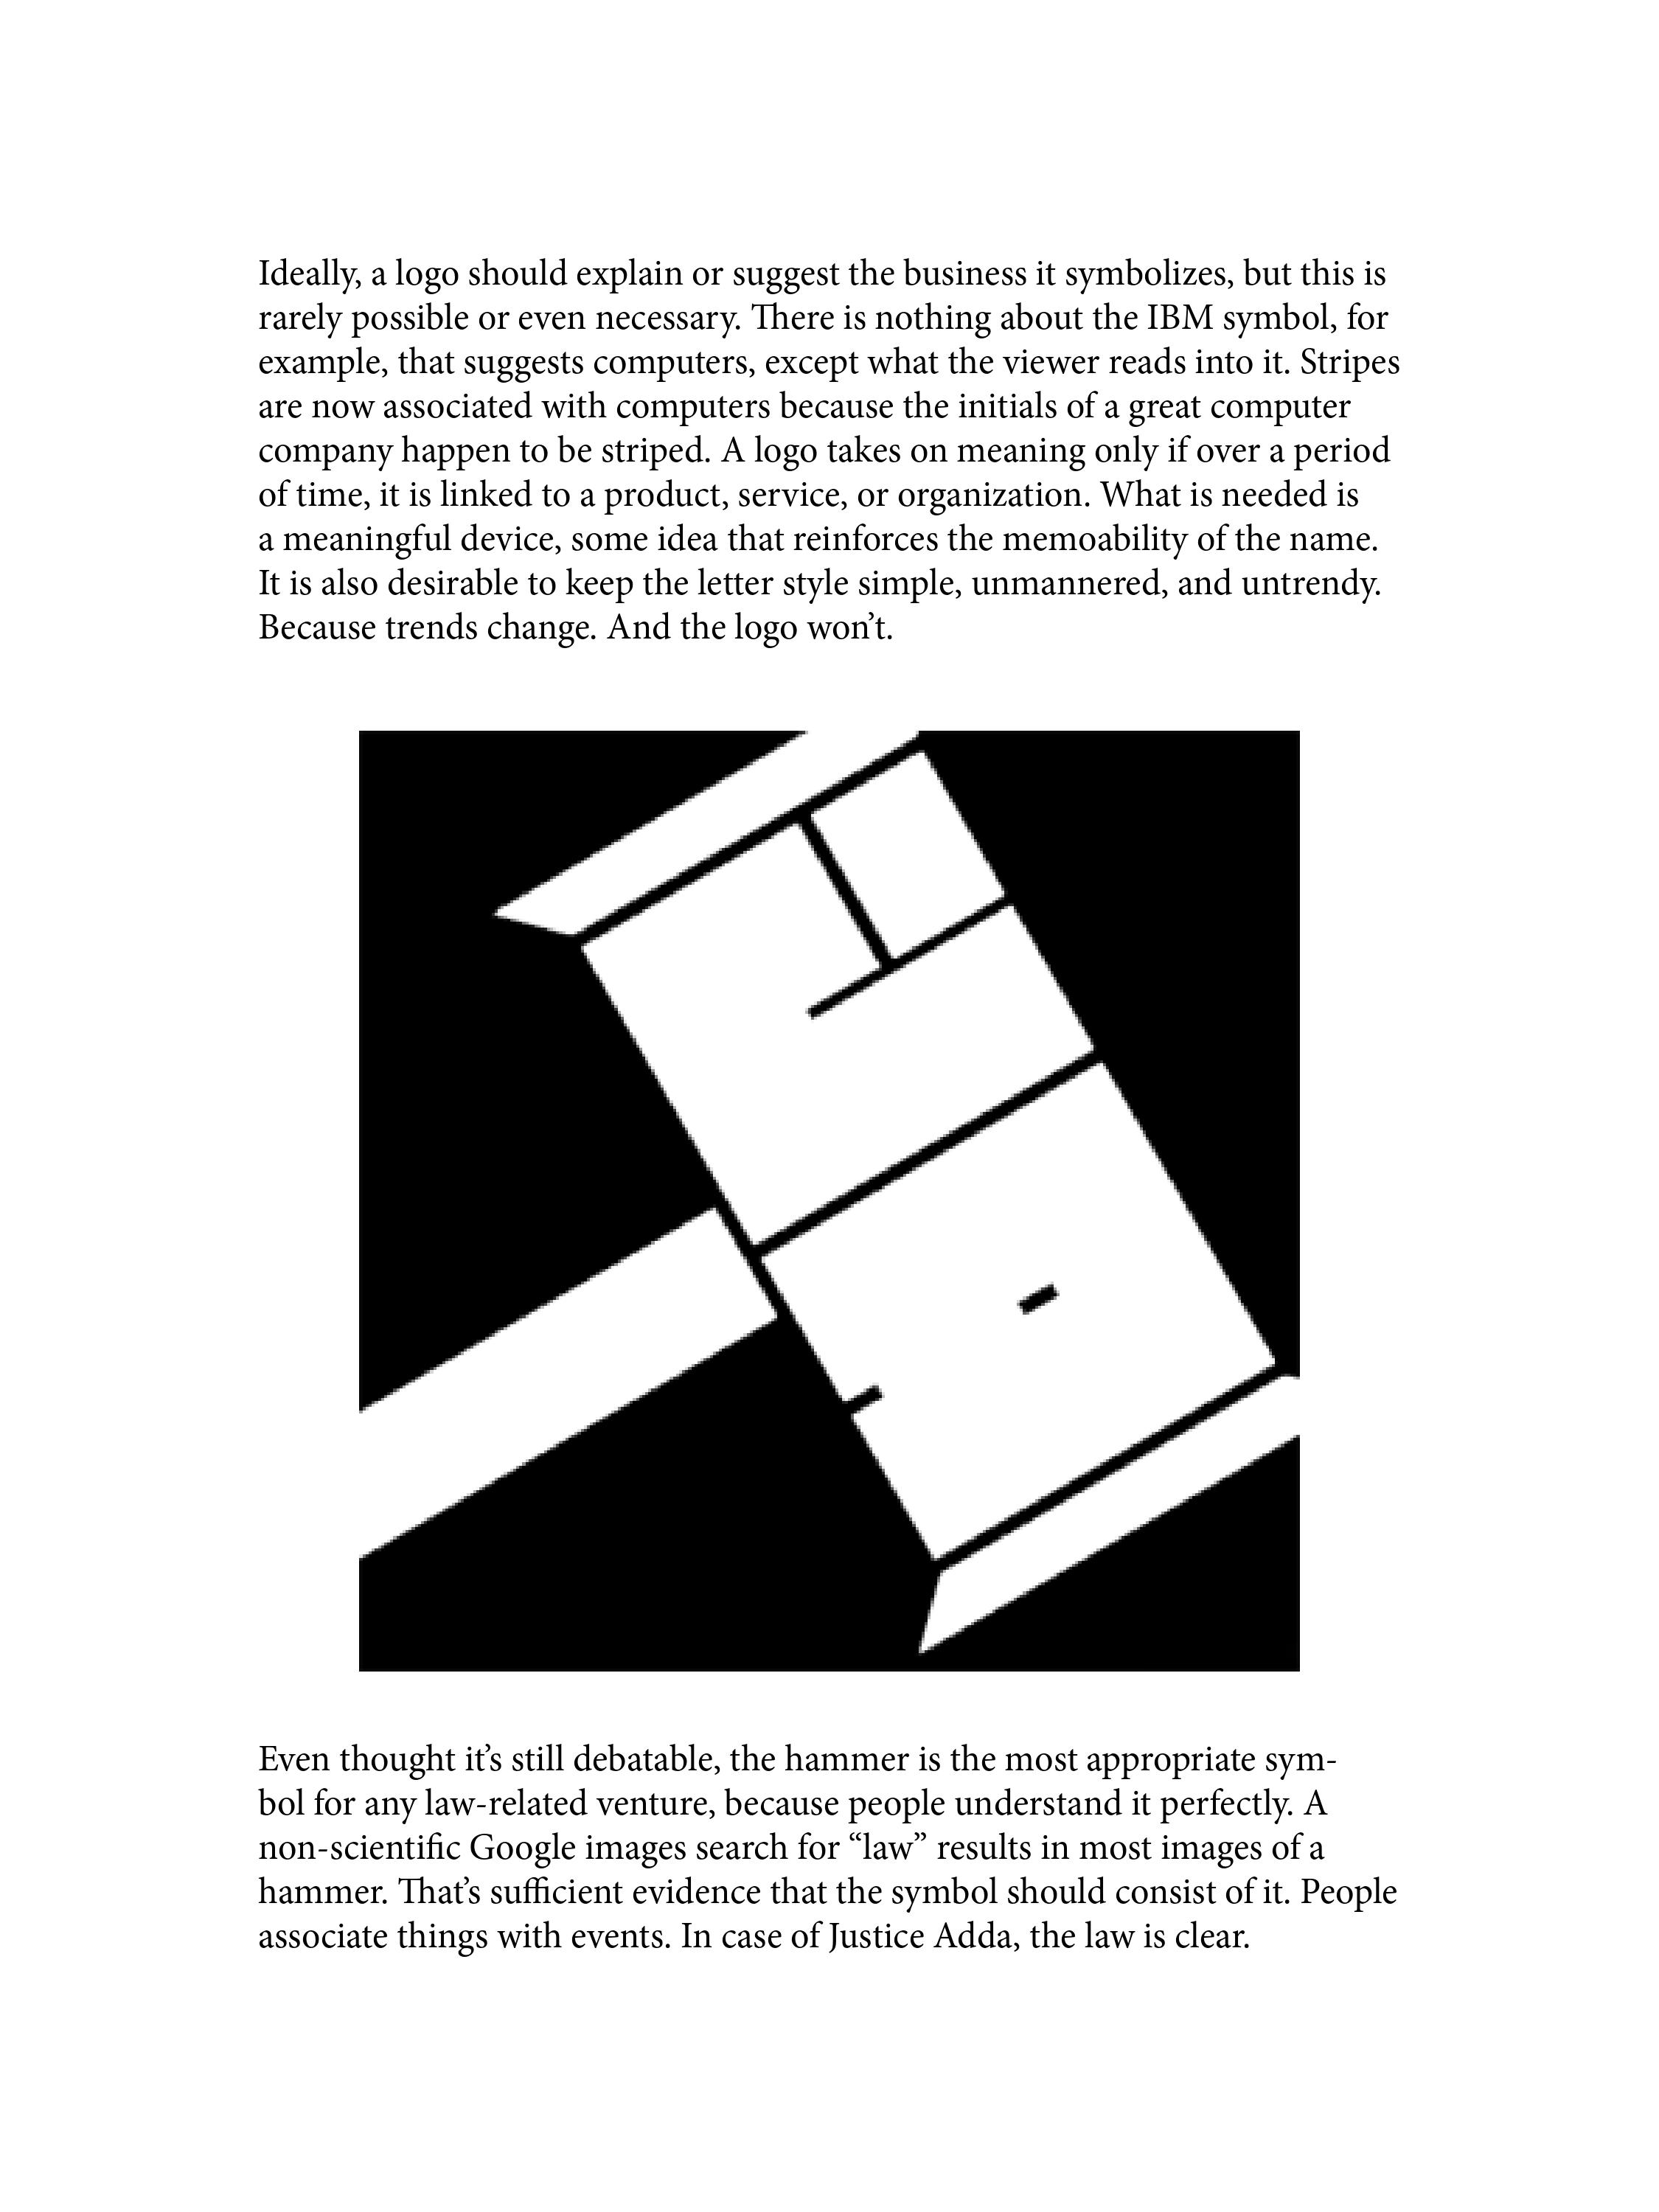 Ideally, a logo should explain or suggest the business it symbolizes, but this is
rarely possible or even necessary. There is nothing about the IBM symbol, for
example, that suggests computers, except what the viewer reads into it. Stripes
are now associated with computers because the initials of a great computer
company happen to be striped. A logo takes on meaning only if over a period
of time, it is linked to a product, service, or organization. What is needed is
a meaningful device, some idea that reinforces the memoability of the name.
It is also desirable to keep the letter style simple, unmannered, and untrendy.
Because trends change. And the logo won’t.
Even thought it’s still debatable, the hammer is the most appropriate sym-
bol for any law-related venture, because people understand it perfectly. A
non-scientific Google images search for “law” results in most images of a
hammer. That’s sufficient evidence that the symbol should consist of it. People
associate things with events. In case of Justice Adda, the law is clear.